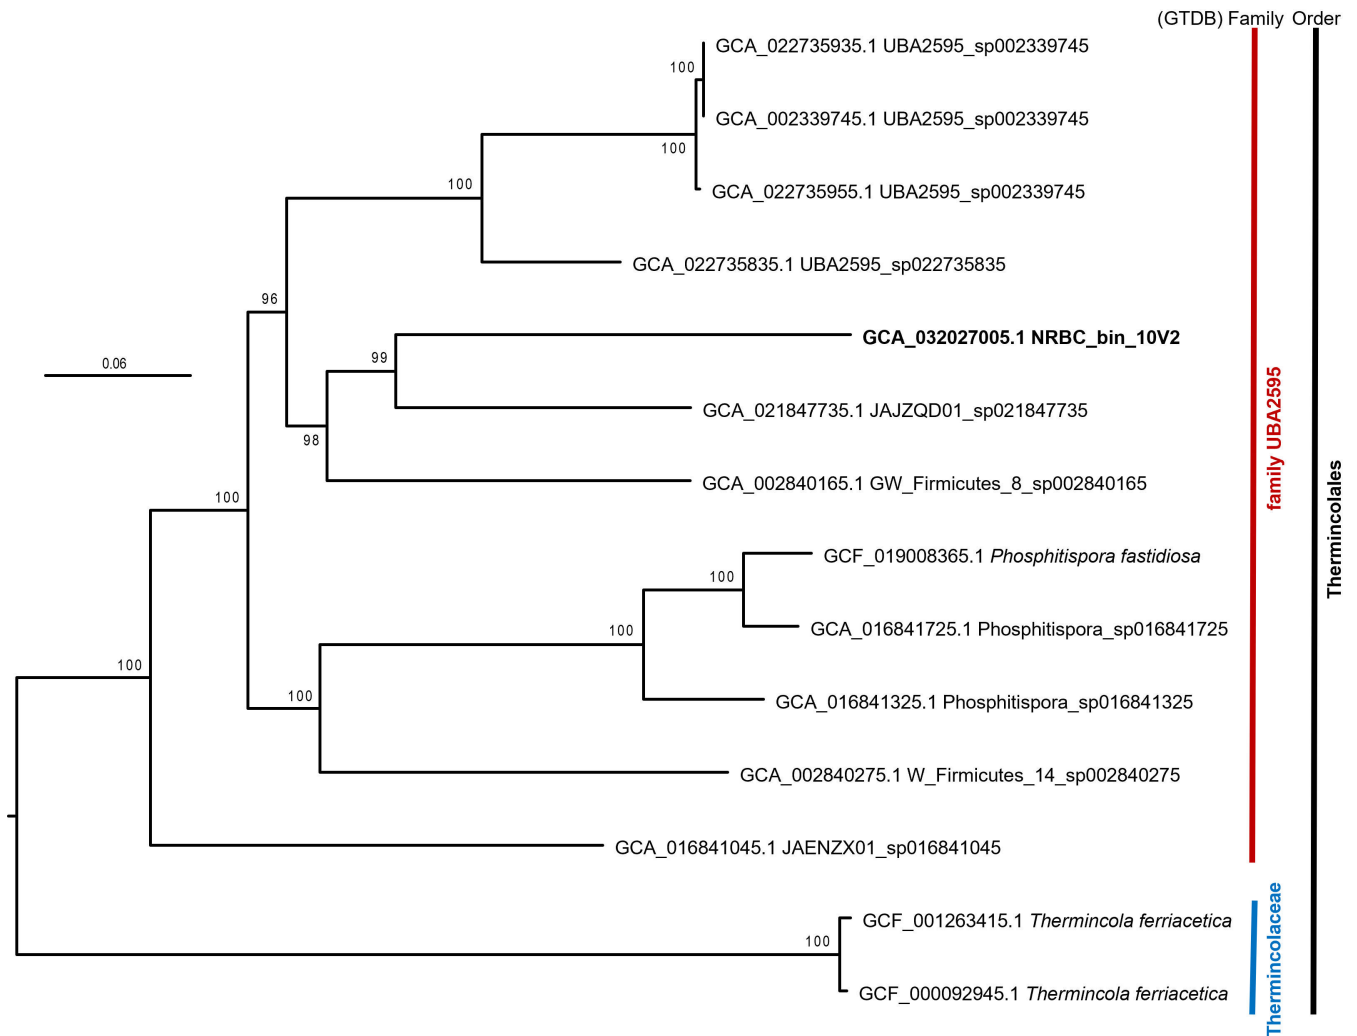 (GTDB) Family Order
GCA_022735935.1 UBA2595_sp002339745
100
GCA_002339745.1 UBA2595_sp002339745
100
GCA_022735955.1 UBA2595_sp002339745
100
GCA_022735835.1 UBA2595_sp022735835
96
GCA_032027005.1 NRBC_bin_10V2
99
0.06
GCA_021847735.1 JAJZQD01_sp021847735
98
GCA_002840165.1 GW_Firmicutes_8_sp002840165
100
GCF_019008365.1 Phosphitispora fastidiosa
100
GCA_016841725.1 Phosphitispora_sp016841725
100
100
GCA_016841325.1 Phosphitispora_sp016841325
100
GCA_002840275.1 W_Firmicutes_14_sp002840275
GCA_016841045.1 JAENZX01_sp016841045
GCF_001263415.1 Thermincola ferriacetica
100
GCF_000092945.1 Thermincola ferriacetica
family UBA2595
Thermincolaceae
Thermincolales